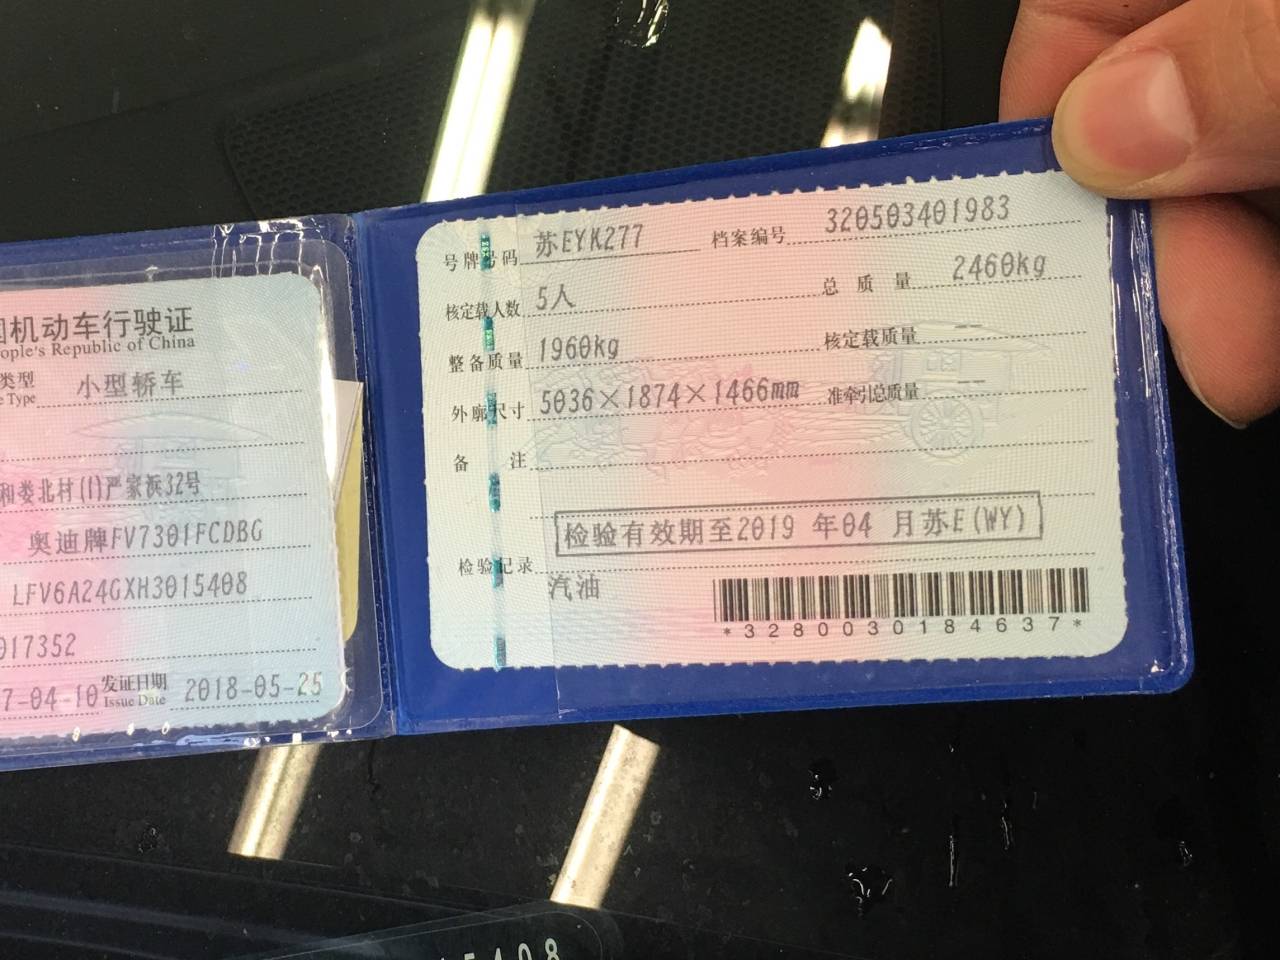 机动车行驶证
ople's Republic of China
类型 小型轿车
e Type
和娄北村(1)严家浜32号
奥迪牌FV7301FCDBG
LFV6A24GXH3015408
017352
7-04-10 发证日期 2018-05-25
Issue Date
号牌号码 苏EYK277 档案编号 320503401983
核定载人数 5人 总质量 2460kg
整备质量 1960kg 核定载质量 --
外廓尺寸 5036×1874×1466mm 准牵引总质量 --
备注
检验有效期至2019 年04 月苏E(WY)
检验记录
汽油
*3280030184637*
5408